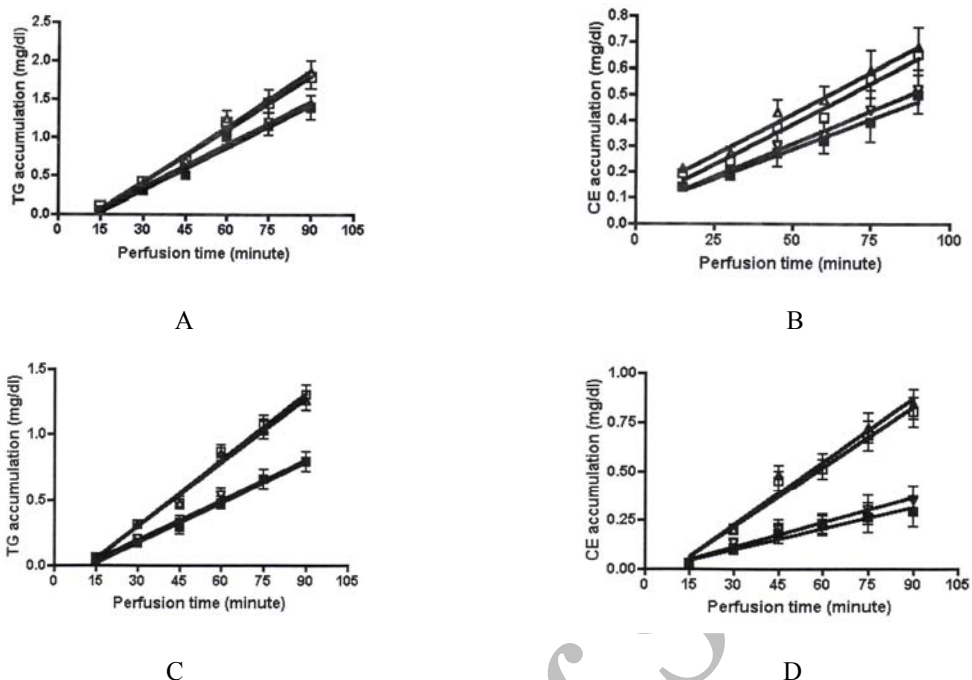 2.5
2.0
1.5
1.0
0.5
0.0
TG accumulation (mg/dl)
0 15 30 45 60 75 90 105
Perfusion time (minute)
A
0.8
0.7
0.6
0.5
0.4
0.3
0.2
0.1
0.0
CE accumulation (mg/dl)
0 25 50 75 100
Perfusion time (minute)
B
1.5
1.0
0.5
0.0
TG accumulation (mg/dl)
0 15 30 45 60 75 90 105
Perfusion time (minute)
C
1.00
0.75
0.50
0.25
0.00
CE accumulation (mg/dl)
0 15 30 45 60 75 90 105
Perfusion time (minute)
D